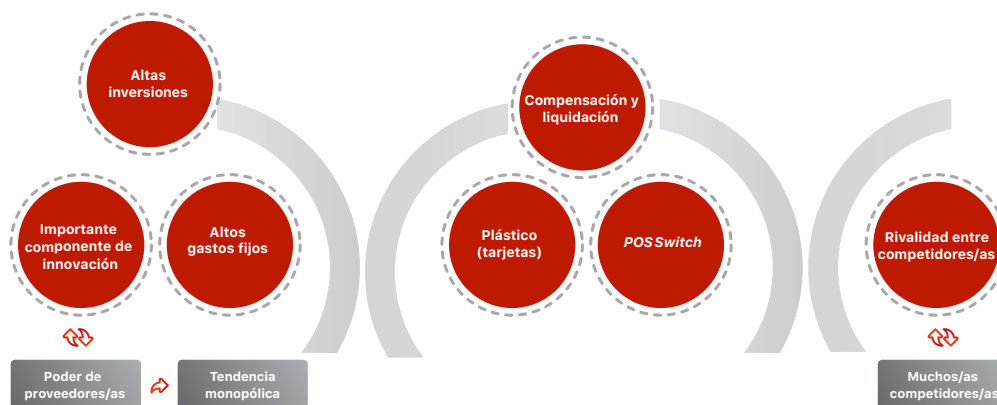 Altas
inversiones
Importante
componente de
innovación
Altos
gastos fijos
Poder de
proveedores/as
Tendencia
monopólica
Compensación y
liquidación
Plástico
(tarjetas)
POS Switch
Rivalidad entre
competidores/as
Muchos/as
competidores/as